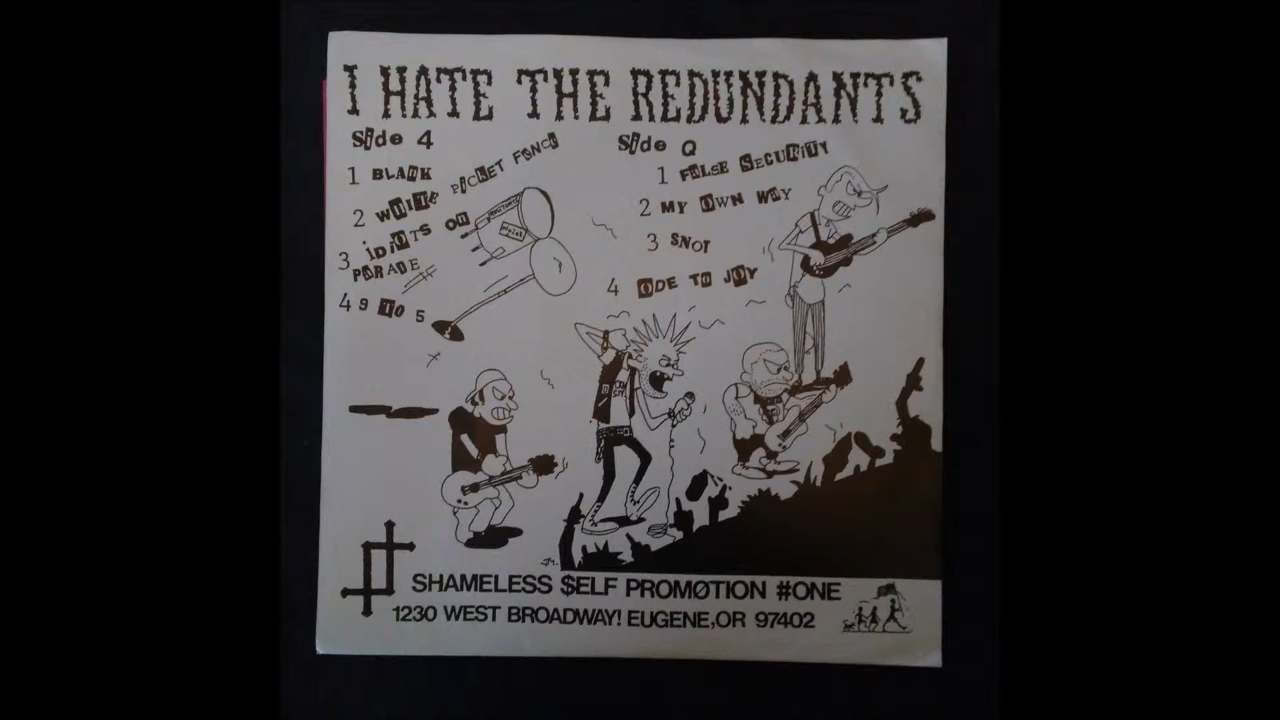 I HATE THE REDUNDANTS
Side 4
1 BLANK
2 WHITE PICKET FENCE
3 IDIOTS ON
PARADE
4 9 TO 5
Side Q
1 FALSE SECURITY
2 MY OWN WAY
3 SNOT
4 ODE TO JOY
SHAMELESS $ELF PROMØTION #ONE
1230 WEST BROADWAY! EUGENE,OR 97402